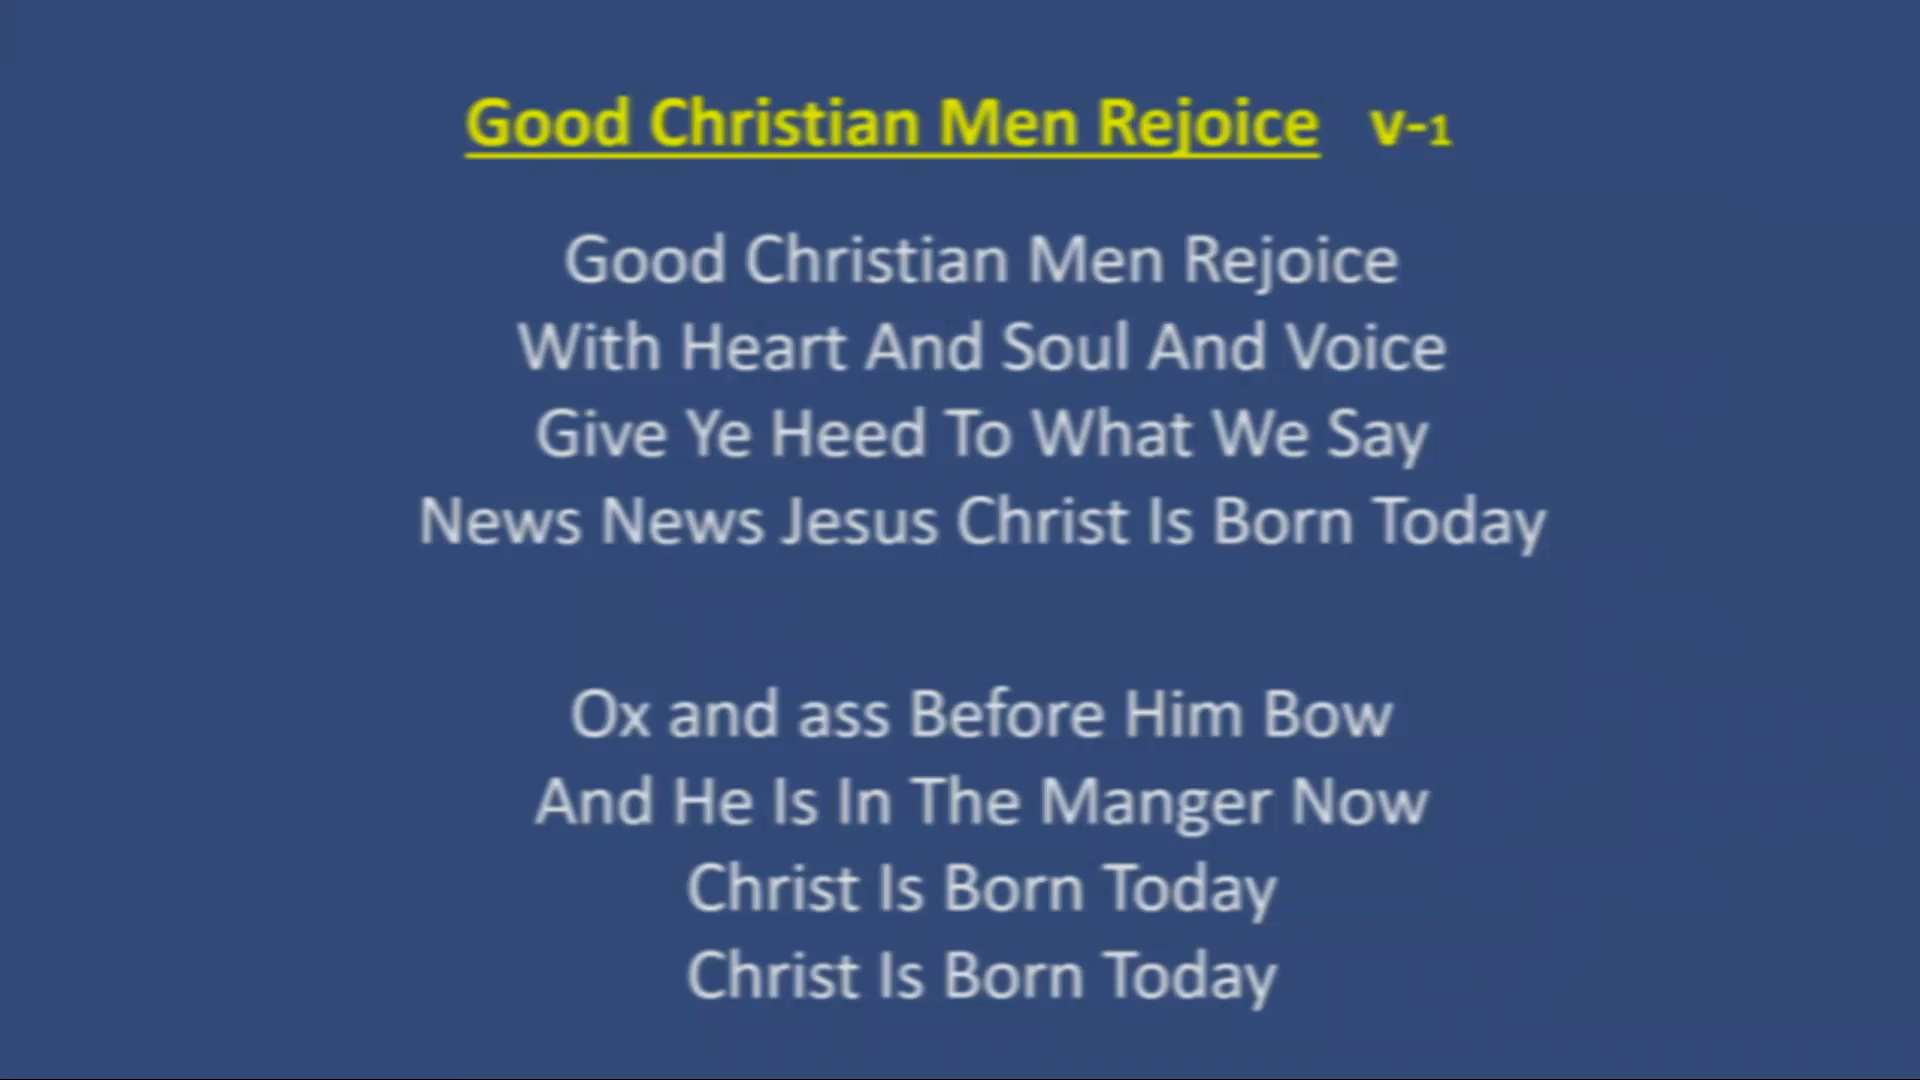 Good Christian Men Rejoice v-1
Good Christian Men Rejoice
With Heart And Soul And Voice
Give Ye Heed To What We Say
News News Jesus Christ Is Born Today
Ox and ass Before Him Bow
And He Is In The Manger Now
Christ Is Born Today
Christ Is Born Today